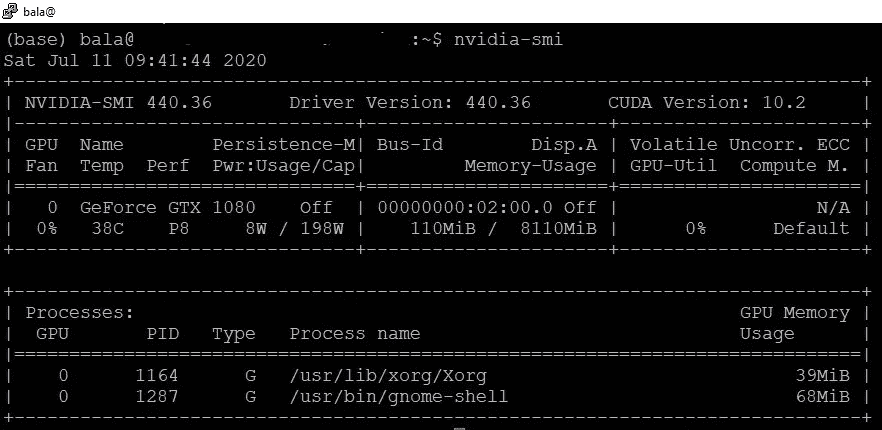 bala@
(base) bala@ :~$ nvidia-smi
Sat Jul 11 09:41:44 2020
+-----------------------------------------------------------------------------+
| NVIDIA-SMI 440.36       Driver Version: 440.36       CUDA Version: 10.2     |
|-------------------------------+----------------------+----------------------+
| GPU  Name        Persistence-M| Bus-Id        Disp.A | Volatile Uncorr. ECC |
| Fan  Temp  Perf  Pwr:Usage/Cap|         Memory-Usage | GPU-Util  Compute M. |
|===============================+======================+======================|
|   0  GeForce GTX 1080    Off  | 00000000:02:00.0 Off |                  N/A |
|  0%   38C    P8     8W / 198W |    110MiB /  8110MiB |      0%      Default |
+-------------------------------+----------------------+----------------------+

+-----------------------------------------------------------------------------+
| Processes:                                                       GPU Memory |
|  GPU       PID   Type   Process name                             Usage      |
|=============================================================================|
|    0      1164      G   /usr/lib/xorg/Xorg                            39MiB |
|    0      1287      G   /usr/bin/gnome-shell                          68MiB |
+-----------------------------------------------------------------------------+